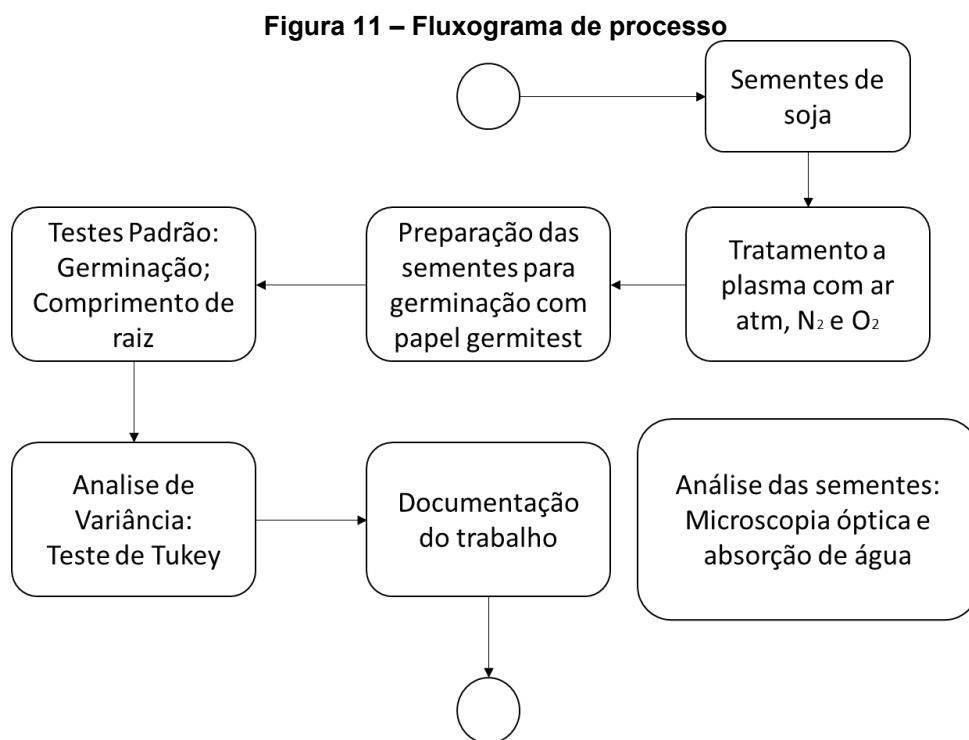 Figura 11 – Fluxograma de processo
Sementes de
soja
Tratamento a
plasma com ar
atm, N₂ e O₂
Preparação das
sementes para
germinação com
papel germitest
Testes Padrão:
Germinação;
Comprimento de
raiz
Analise de
Variância:
Teste de Tukey
Documentação
do trabalho
Análise das sementes:
Microscopia óptica e
absorção de água